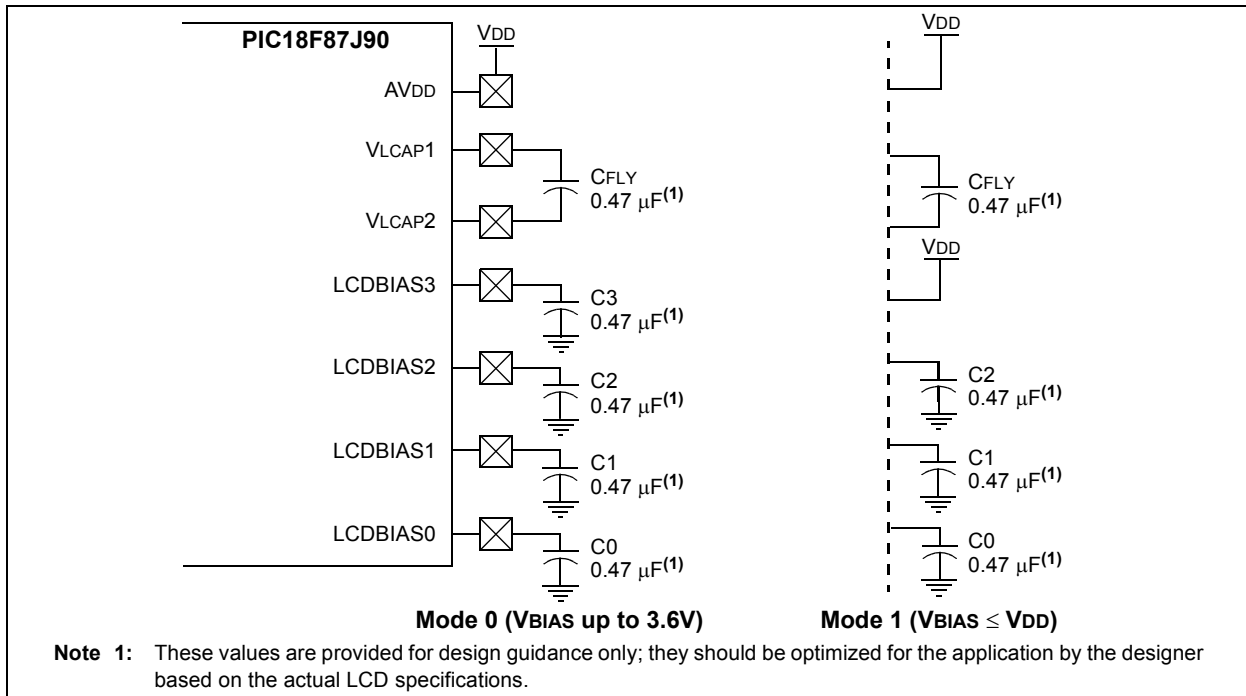 PIC18F87J90
VDD
AVDD
VLCAP1
CFLY
0.47 μF(1)
VLCAP2
LCDBIAS3
C3
0.47 μF(1)
LCDBIAS2
C2
0.47 μF(1)
LCDBIAS1
C1
0.47 μF(1)
LCDBIAS0
C0
0.47 μF(1)
Mode 0 (VBIAS up to 3.6V)
VDD
CFLY
0.47 μF(1)
VDD
C2
0.47 μF(1)
C1
0.47 μF(1)
C0
0.47 μF(1)
Mode 1 (VBIAS ≤ VDD)
Note 1: These values are provided for design guidance only; they should be optimized for the application by the designer
based on the actual LCD specifications.